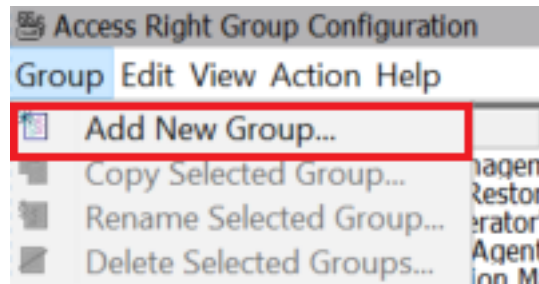 Access Right Group Configuration
Group Edit View Action Help
Add New Group...
Copy Selected Group...
Rename Selected Group...
Delete Selected Groups...